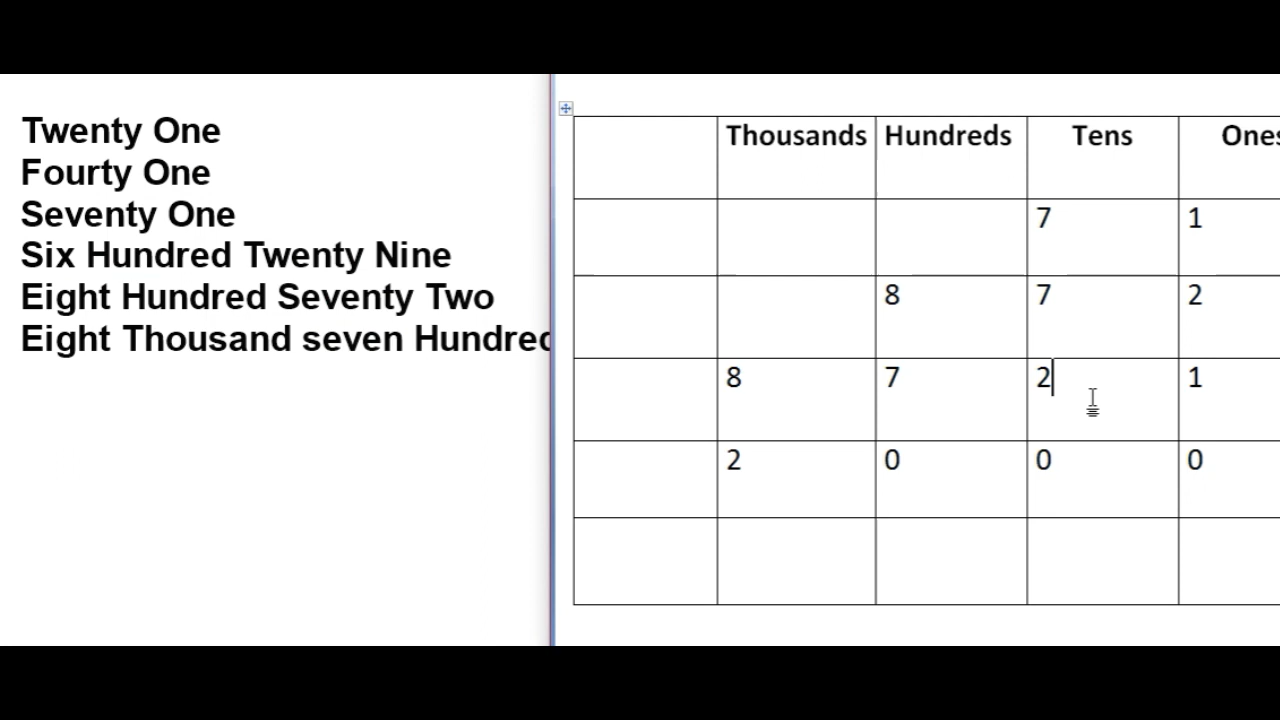 Twenty One
Fourty One
Seventy One
Six Hundred Twenty Nine
Eight Hundred Seventy Two
Eight Thousand seven Hundred
Thousands Hundreds Tens Ones
7 1
8 7 2
8 7 2 1
2 0 0 0